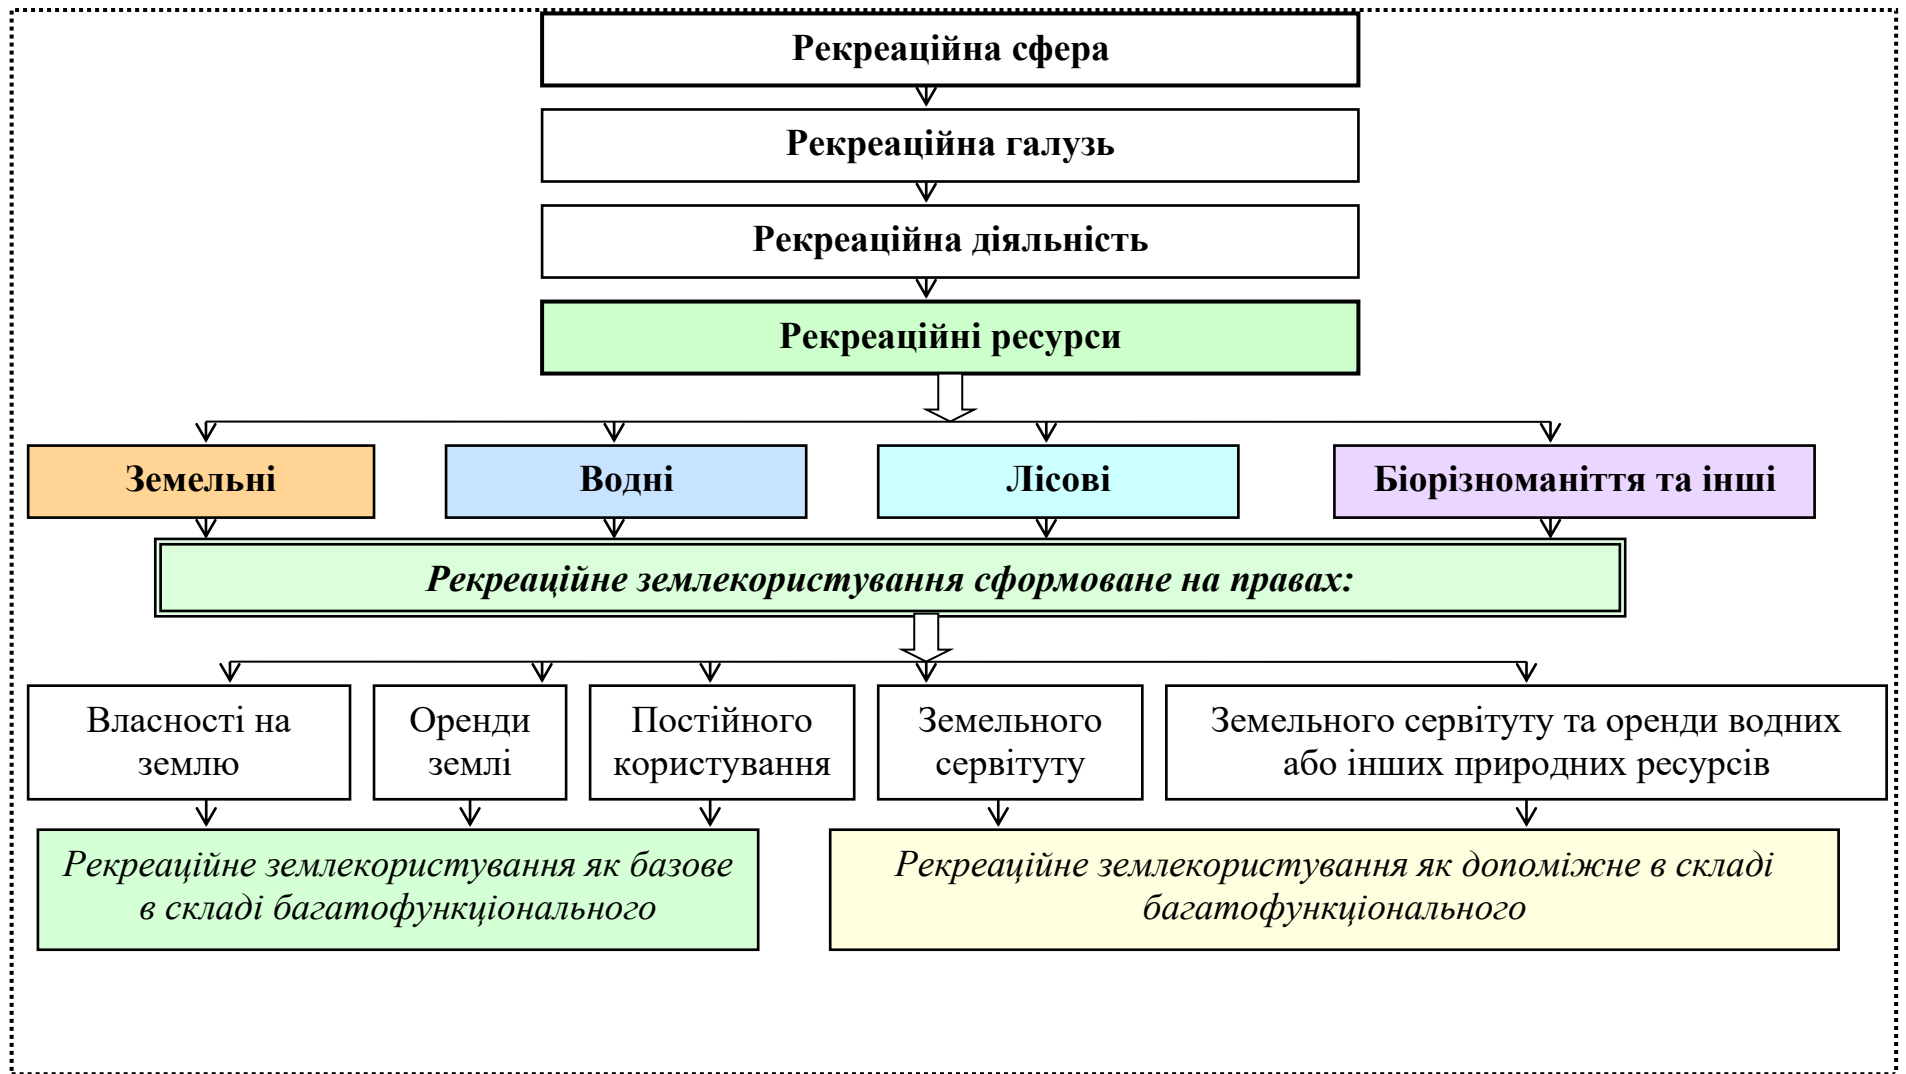 Рекреаційна сфера
Рекреаційна галузь
Рекреаційна діяльність
Рекреаційні ресурси
Земельні
Водні
Лісові
Біорізноманіття та інші
Рекреаційне землекористування сформоване на правах:
Власності на
землю
Оренди
землі
Постійного
користування
Земельного
сервітуту
Земельного сервітуту та оренди водних
або інших природних ресурсів
Рекреаційне землекористування як базове
в складі багатофункціонального
Рекреаційне землекористування як допоміжне в складі
багатофункціонального